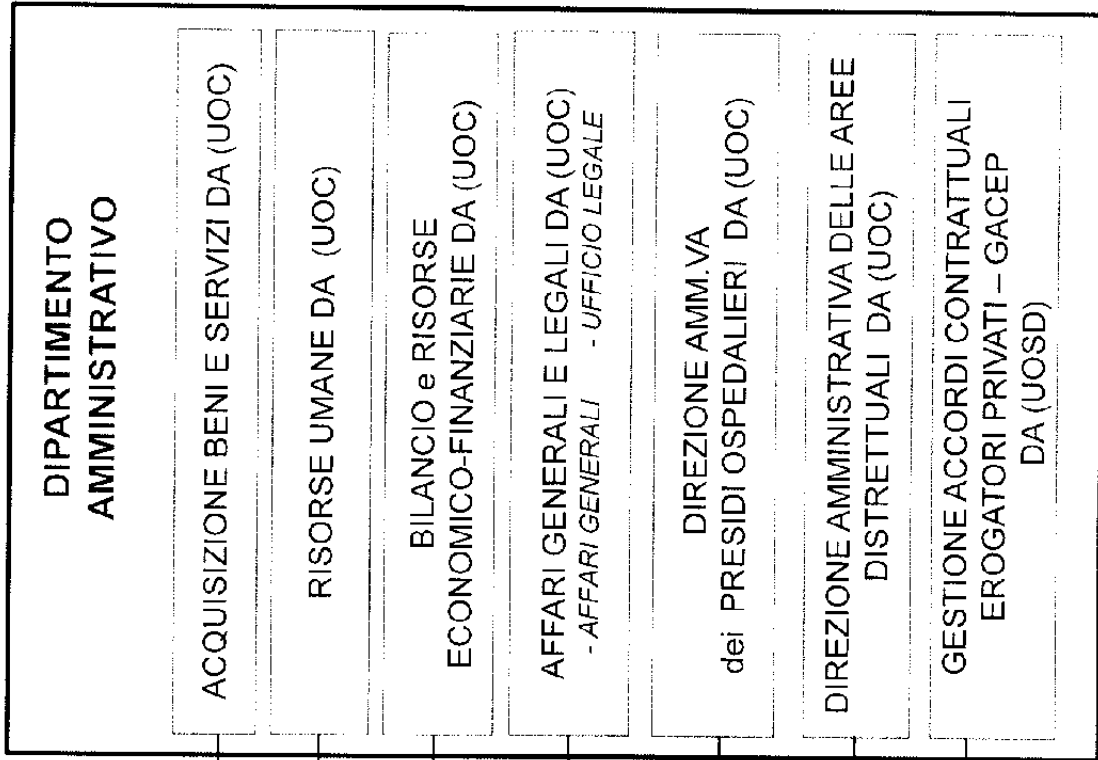 DIPARTIMENTO
AMMINISTRATIVO
ACQUISIZIONE BENI E SERVIZI DA (UOC)
RISORSE UMANE DA (UOC)
BILANCIO e RISORSE
ECONOMICO-FINANZIARIE DA (UOC)
AFFARI GENERALI E LEGALI DA (UOC)
- AFFARI GENERALI - UFFICIO LEGALE
DIREZIONE AMM.VA
dei PRESIDI OSPEDALIERI DA (UOC)
DIREZIONE AMMINISTRATIVA DELLE AREE
DISTRETTUALI DA (UOC)
GESTIONE ACCORDI CONTRATTUALI
EROGATORI PRIVATI – GACEP
DA (UOSD)